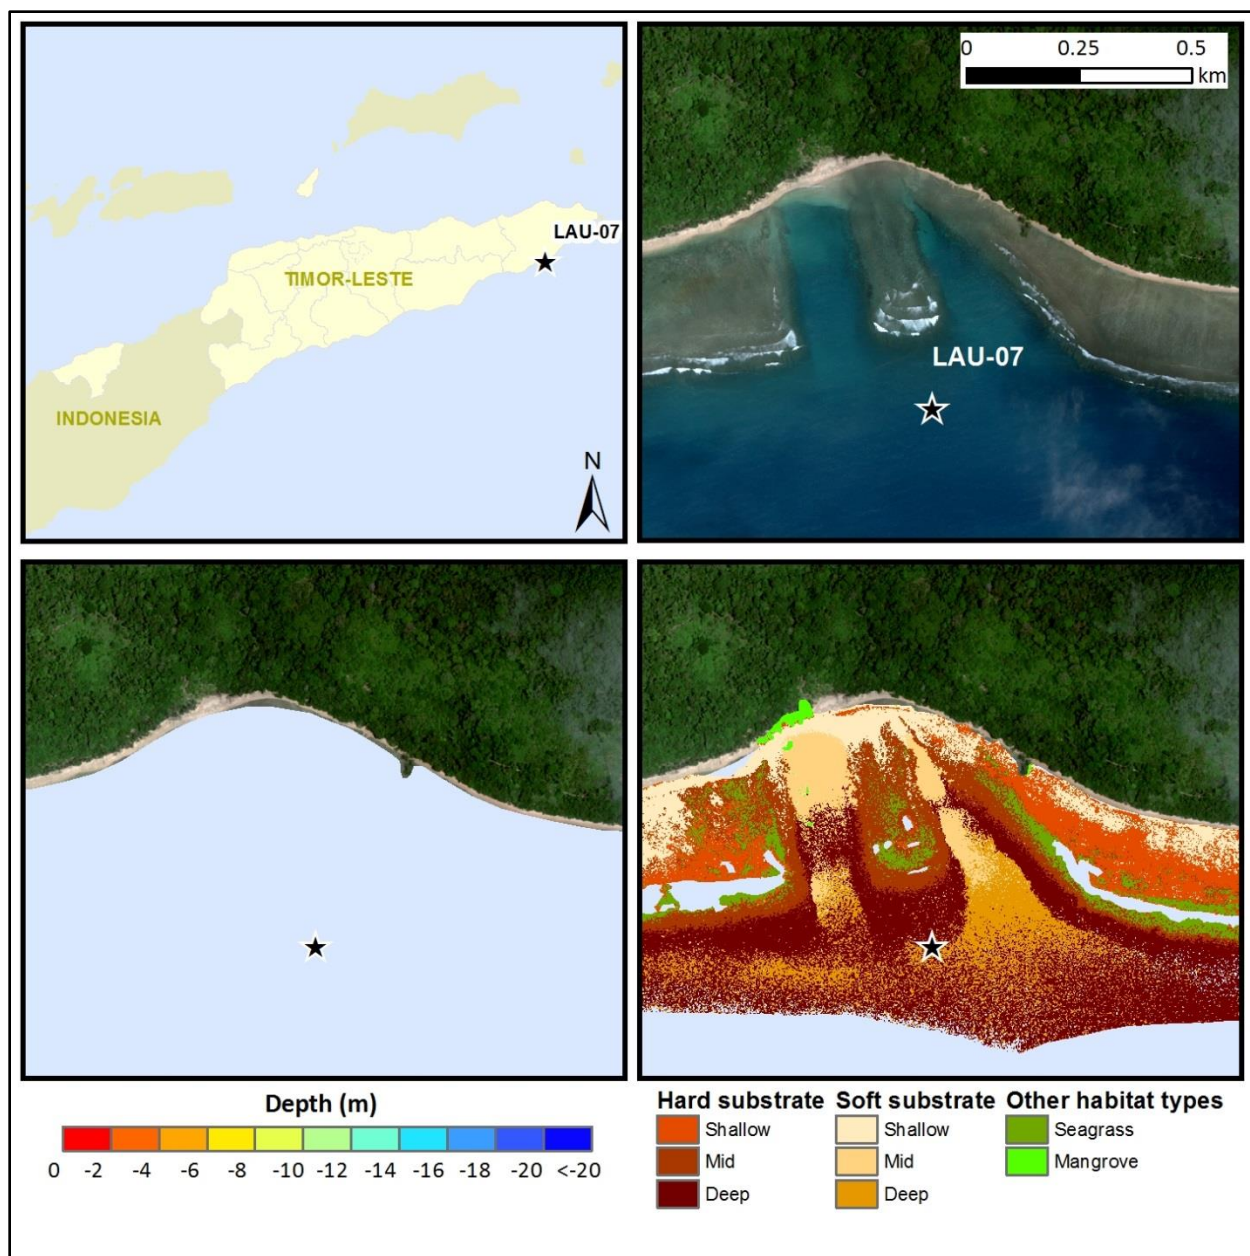 0 0.25 0.5
km
LAU-07
TIMOR-LESTE
INDONESIA
N
LAU-07
Depth (m)
0 -2 -4 -6 -8 -10 -12 -14 -16 -18 -20 <-20
Hard substrate Soft substrate Other habitat types
Shallow Shallow Seagrass
Mid Mid Mangrove
Deep Deep